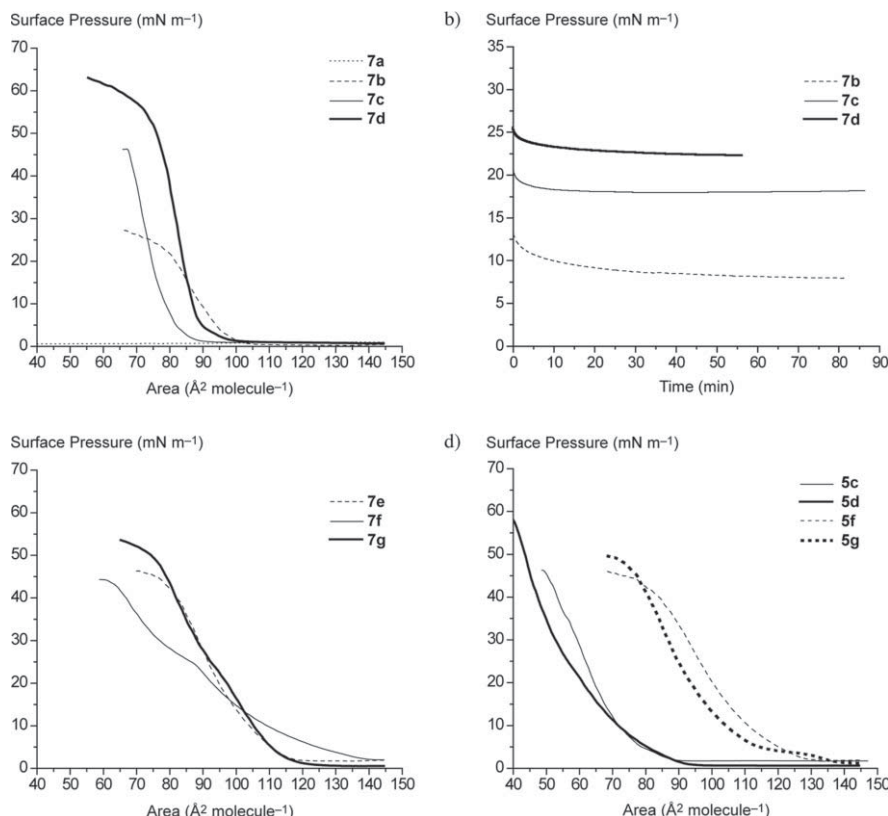 Surface Pressure (mN m⁻¹)
70
60
50
40
30
20
10
0
7a
7b
7c
7d
40 50 60 70 80 90 100 110 120 130 140 150
Area (Å² molecule⁻¹)
b)
Surface Pressure (mN m⁻¹)
35
30
25
20
15
10
5
0
7b
7c
7d
0 10 20 30 40 50 60 70 80 90
Time (min)
Surface Pressure (mN m⁻¹)
70
60
50
40
30
20
10
0
7e
7f
7g
40 50 60 70 80 90 100 110 120 130 140 150
Area (Å² molecule⁻¹)
d)
Surface Pressure (mN m⁻¹)
70
60
50
40
30
20
10
0
5c
5d
5f
5g
40 50 60 70 80 90 100 110 120 130 140 150
Area (Å² molecule⁻¹)